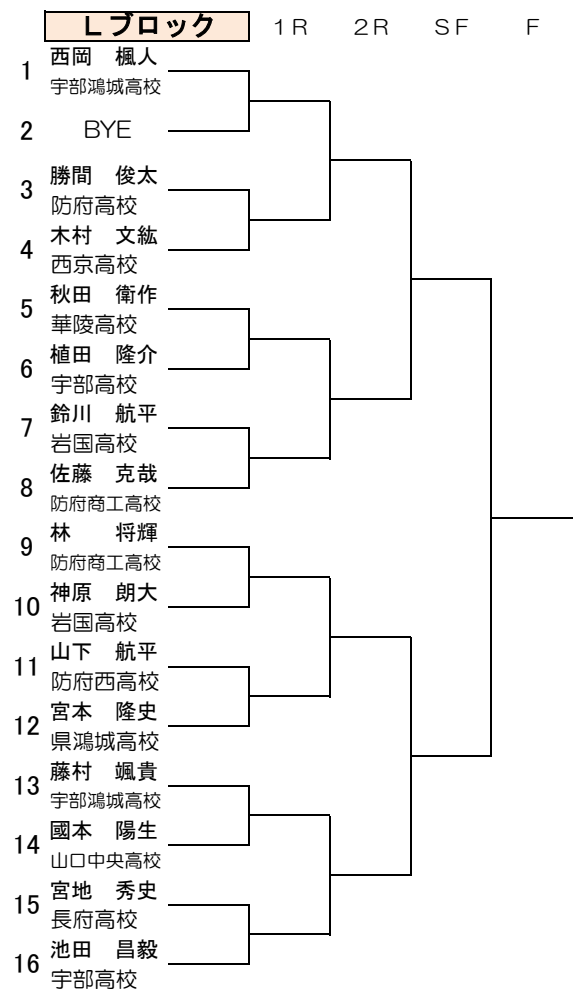 Ｌブロック １Ｒ ２Ｒ ＳＦ Ｆ
1 西岡　楓人
宇部鴻城高校
2 BYE
3 勝間　俊太
防府高校
4 木村　文紘
西京高校
5 秋田　衛作
華陵高校
6 植田　隆介
宇部高校
7 鈴川　航平
岩国高校
8 佐藤　克哉
防府商工高校
9 林　将輝
防府商工高校
10 神原　朗大
岩国高校
11 山下　航平
防府西高校
12 宮本　隆史
県鴻城高校
13 藤村　颯貴
宇部鴻城高校
14 國本　陽生
山口中央高校
15 宮地　秀史
長府高校
16 池田　昌毅
宇部高校